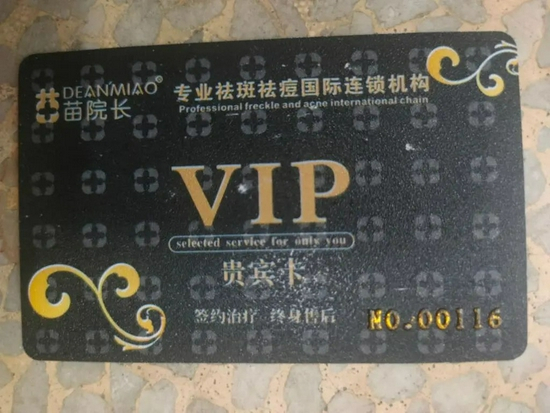 DEANMIAO®
苗院长
专业祛斑祛痘国际连锁机构
Professional freckle and acne international chain
VIP
selected service for only you
贵宾卡
签约治疗 终身售后
NO.00116